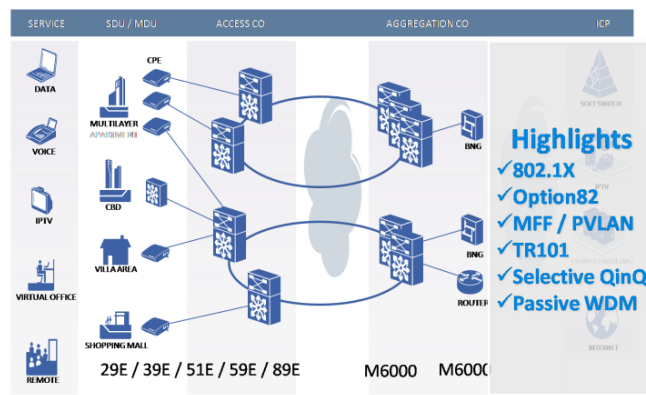 SERVICE SDU / MDU ACCESS CO AGGREGATION CO ICP
CPE
DATA
MULTILAYER
APARTMENT
SOFT SWITCH
VOICE
BNG
Highlights
✓802.1X
✓Option82
IPTV
CBD
IPTV
✓MFF / PVLAN
✓TR101
VILLA AREA
BNG
✓Selective QinQ
VIRTUAL OFFICE
ROUTER
✓Passive WDM
SHOPPING MALL
INTERNET
REMOTE
29E / 39E / 51E / 59E / 89E M6000 M600